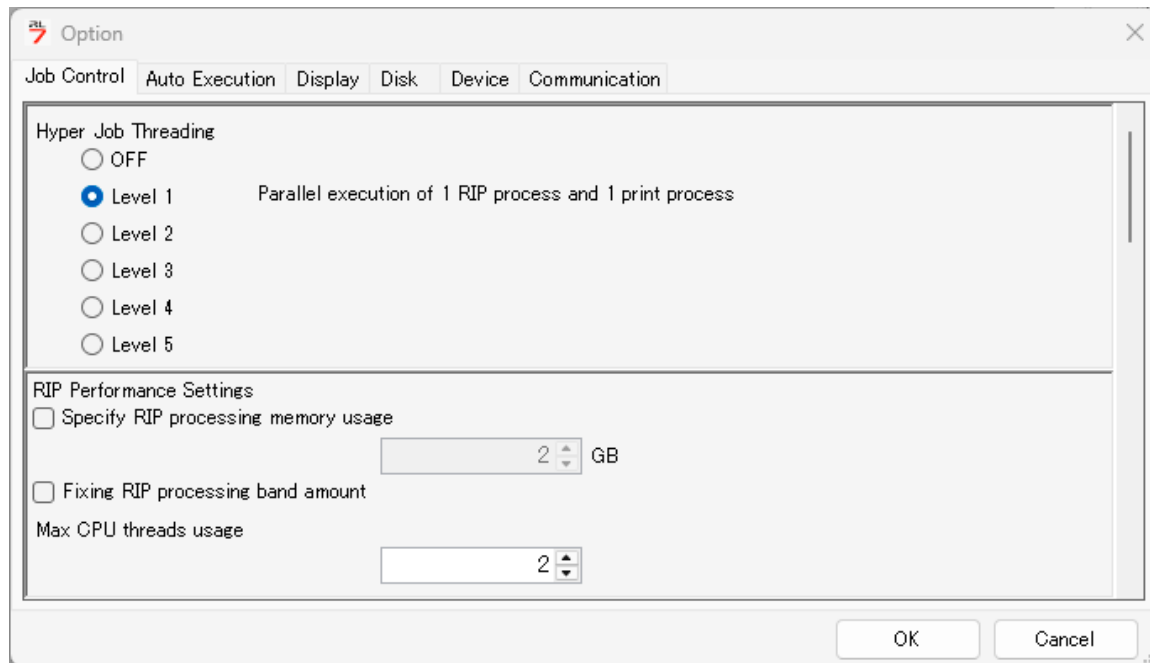 RL
7 Option
Job Control Auto Execution Display Disk Device Communication
Hyper Job Threading
OFF
Level 1 Parallel execution of 1 RIP process and 1 print process
Level 2
Level 3
Level 4
Level 5
RIP Performance Settings
Specify RIP processing memory usage
2 GB
Fixing RIP processing band amount
Max CPU threads usage
2
OK Cancel